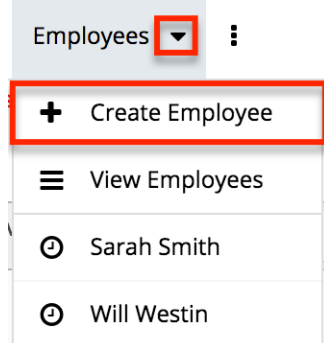 Employees
Create Employee
View Employees
Sarah Smith
Will Westin